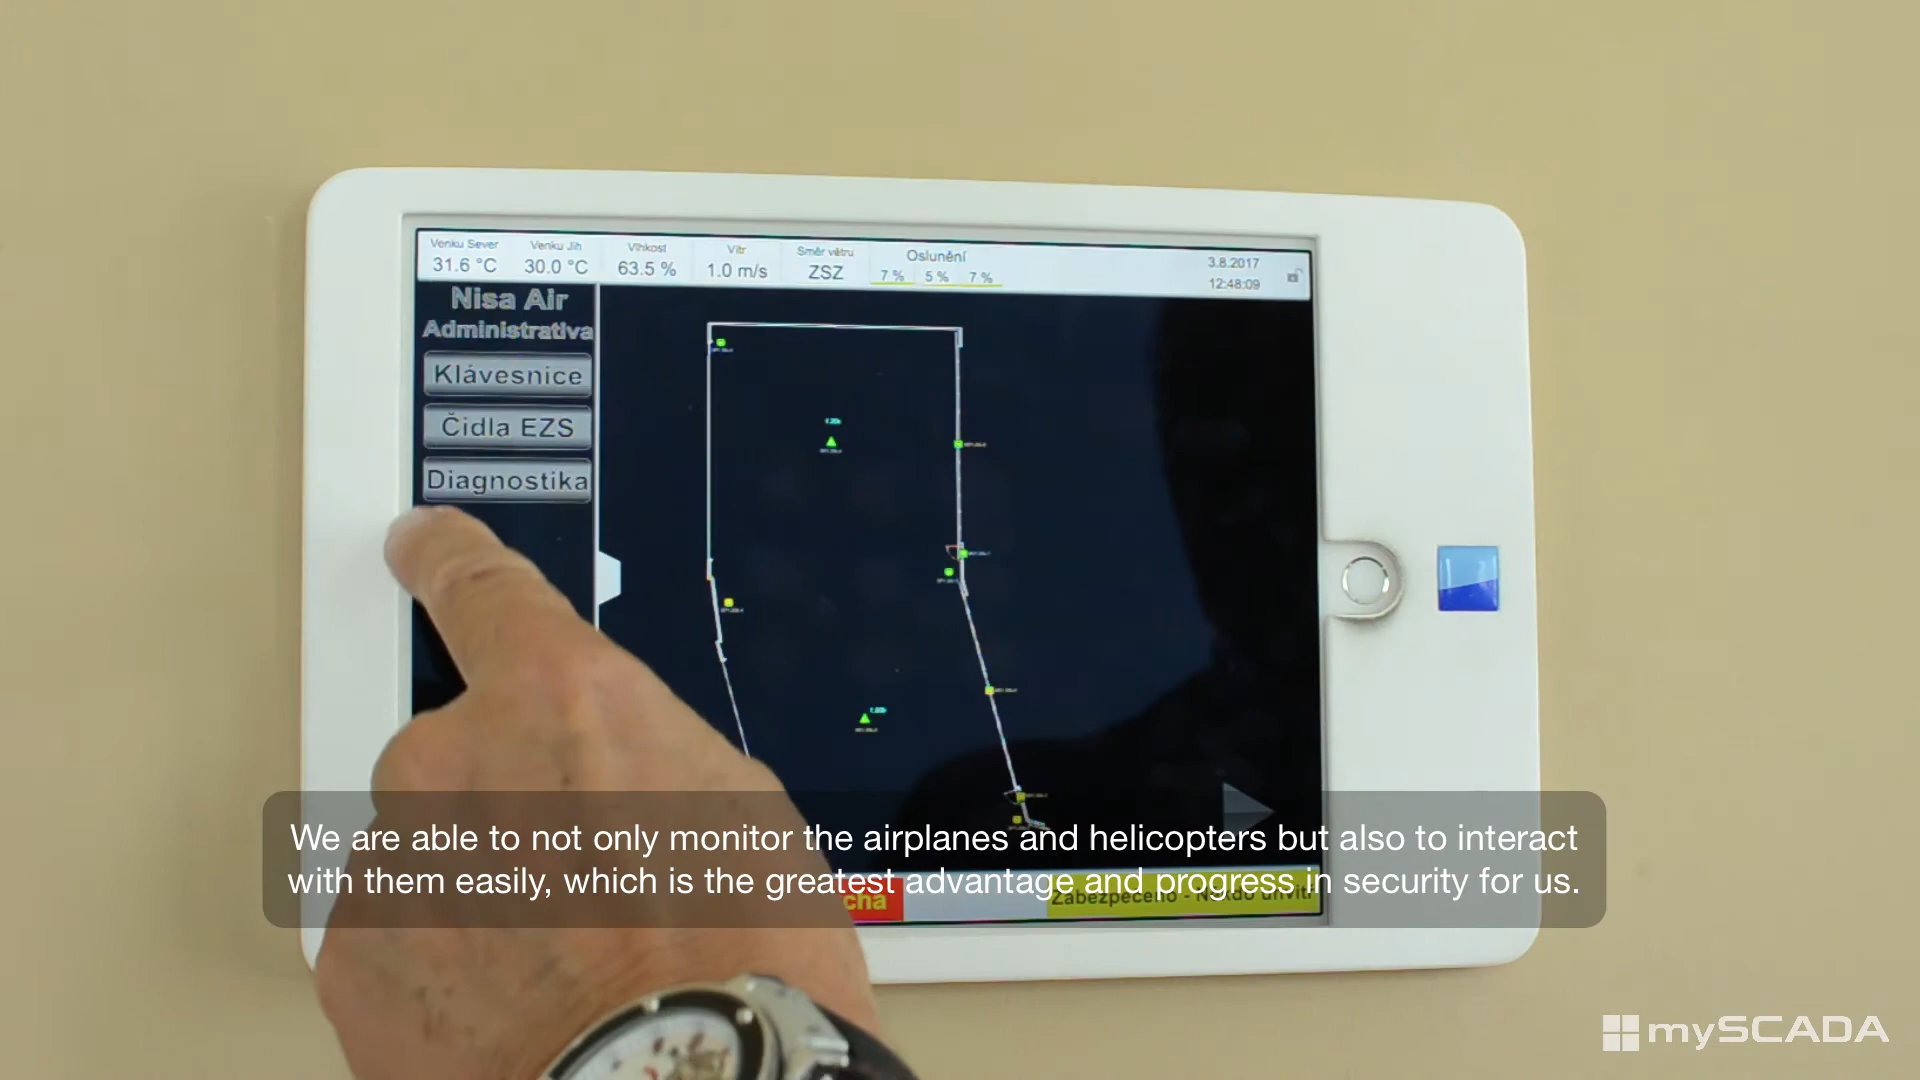 Venku Sever Venku Jih Vlhkost Vítr Směr větru Oslunění 3.8.2017
31.6 °C 30.0 °C 63.5 % 1.0 m/s ZSZ 7 % 5 % 7 % 12:48:09
Nisa Air
Administrativa
Klávesnice
Čidla EZS
Diagnostika
We are able to not only monitor the airplanes and helicopters but also to interact
with them easily, which is the greatest advantage and progress in security for us.
Zabezpečeno - Někdo uvnitř
mySCADA